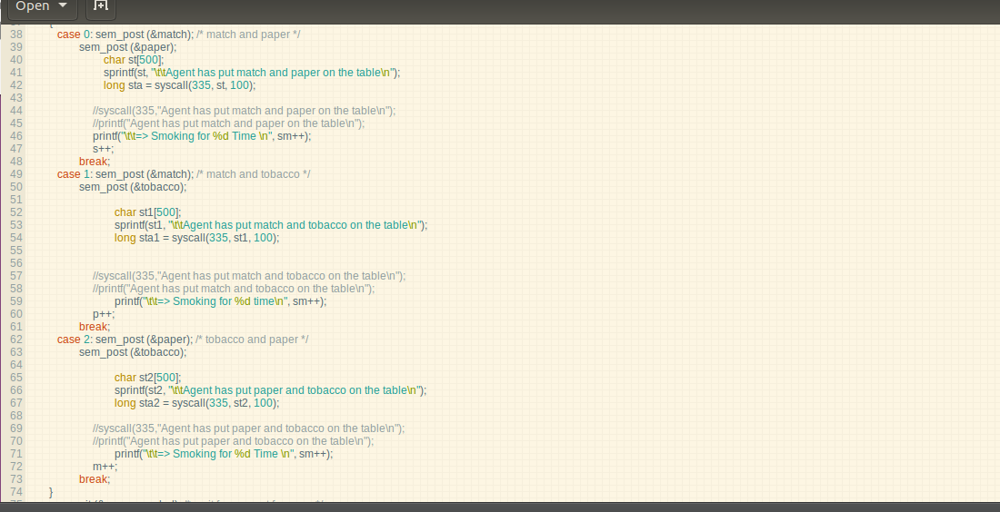 Open
{
38 case 0: sem_post (&match); /* match and paper */
39 sem_post (&paper);
40 char st[500];
41 sprintf(st, "\t\tAgent has put match and paper on the table\n");
42 long sta = syscall(335, st, 100);
43
44 //syscall(335,"Agent has put match and paper on the table\n");
45 //printf("Agent has put match and paper on the table\n");
46 printf("\t\t=> Smoking for %d Time \n", sm++);
47 s++;
48 break;
49 case 1: sem_post (&match); /* match and tobacco */
50 sem_post (&tobacco);
51
52 char st1[500];
53 sprintf(st1, "\t\tAgent has put match and tobacco on the table\n");
54 long sta1 = syscall(335, st1, 100);
55
56
57 //syscall(335,"Agent has put match and tobacco on the table\n");
58 //printf("Agent has put match and tobacco on the table\n");
59 printf("\t\t=> Smoking for %d time\n", sm++);
60 p++;
61 break;
62 case 2: sem_post (&paper); /* tobacco and paper */
63 sem_post (&tobacco);
64
65 char st2[500];
66 sprintf(st2, "\t\tAgent has put paper and tobacco on the table\n");
67 long sta2 = syscall(335, st2, 100);
68
69 //syscall(335,"Agent has put paper and tobacco on the table\n");
70 //printf("Agent has put paper and tobacco on the table\n");
71 printf("\t\t=> Smoking for %d Time \n", sm++);
72 m++;
73 break;
74 }